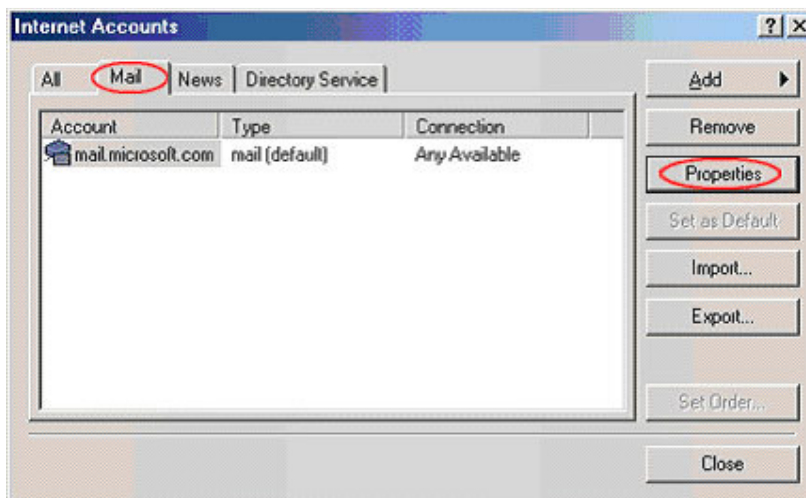 Internet Accounts
All Mail News Directory Service
Add
Account Type Connection
Remove
mail.microsoft.com mail (default) Any Available
Properties
Set as Default
Import...
Export...
Set Order...
Close